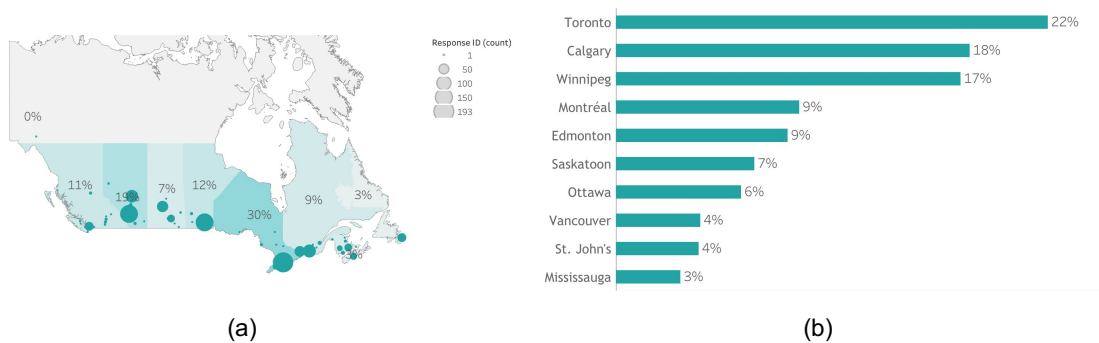 Response ID (count)
1
50
100
150
193
0%
11%
19%
7%
12%
30%
9%
3%
(a)
Toronto 22%
Calgary 18%
Winnipeg 17%
Montréal 9%
Edmonton 9%
Saskatoon 7%
Ottawa 6%
Vancouver 4%
St. John's 4%
Mississauga 3%
(b)